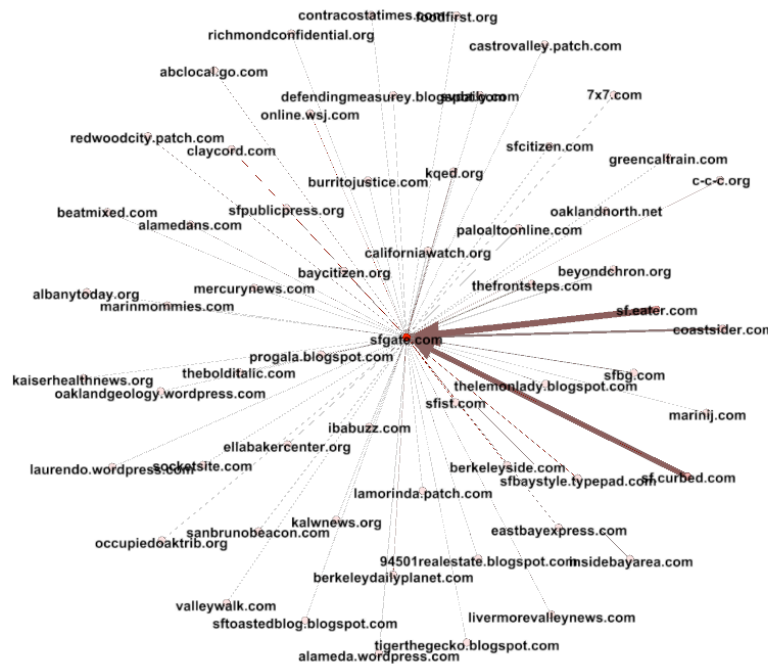 contracostatimes.com
foodfirst.org
richmondconfidential.org
castrovalley.patch.com
abclocal.go.com
defendingmeasurey.blogspot.com
7x7.com
online.wsj.com
redwoodcity.patch.com
claycord.com
sfcitizen.com
greencaltrain.com
kqed.org
burritojustice.com
c-c-c.org
beatmixed.com
sfpublicpress.org
oaklandnorth.net
alamedans.com
paloaltoonline.com
californiawatch.org
baycitizen.org
beyondchron.org
albanytoday.org
mercurynews.com
thefrontsteps.com
marinmommies.com
sf.eater.com
coastsider.com
sfgate.com
progala.blogspot.com
kaiserhealthnews.org
thebolditalic.com
sfbg.com
oaklandgeology.wordpress.com
thelemonlady.blogspot.com
sfist.com
marinij.com
ibabuzz.com
ellabakercenter.org
laurendo.wordpress.com
socketsite.com
berkeleyside.com
sfbaystyle.typepad.com
sf.curbed.com
lamorinda.patch.com
kalwnews.org
sanbrunobeacon.com
eastbayexpress.com
occupiedoaktrib.org
94501realestate.blogspot.com
insidebayarea.com
berkeleydailyplanet.com
valleywalk.com
sftoastedblog.blogspot.com
livermorevalleynews.com
tigerthegecko.blogspot.com
alameda.wordpress.com